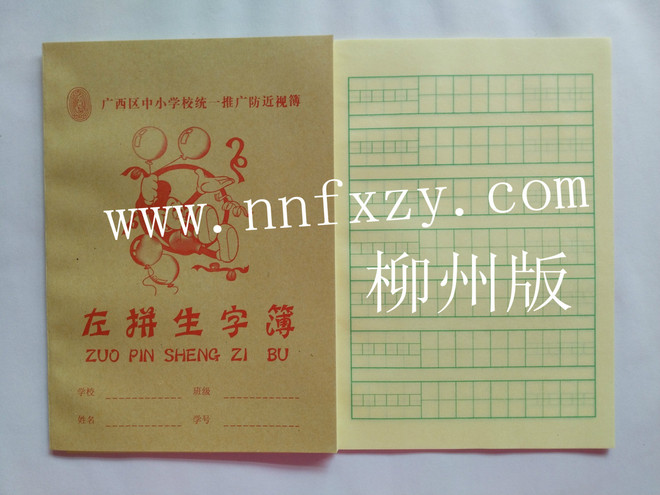 广西区中小学校统一推广防近视簿
www.nnfxzy.com
柳州版
左拼生字簿
ZUO PIN SHENG ZI BU
学校 班级
姓名 学号